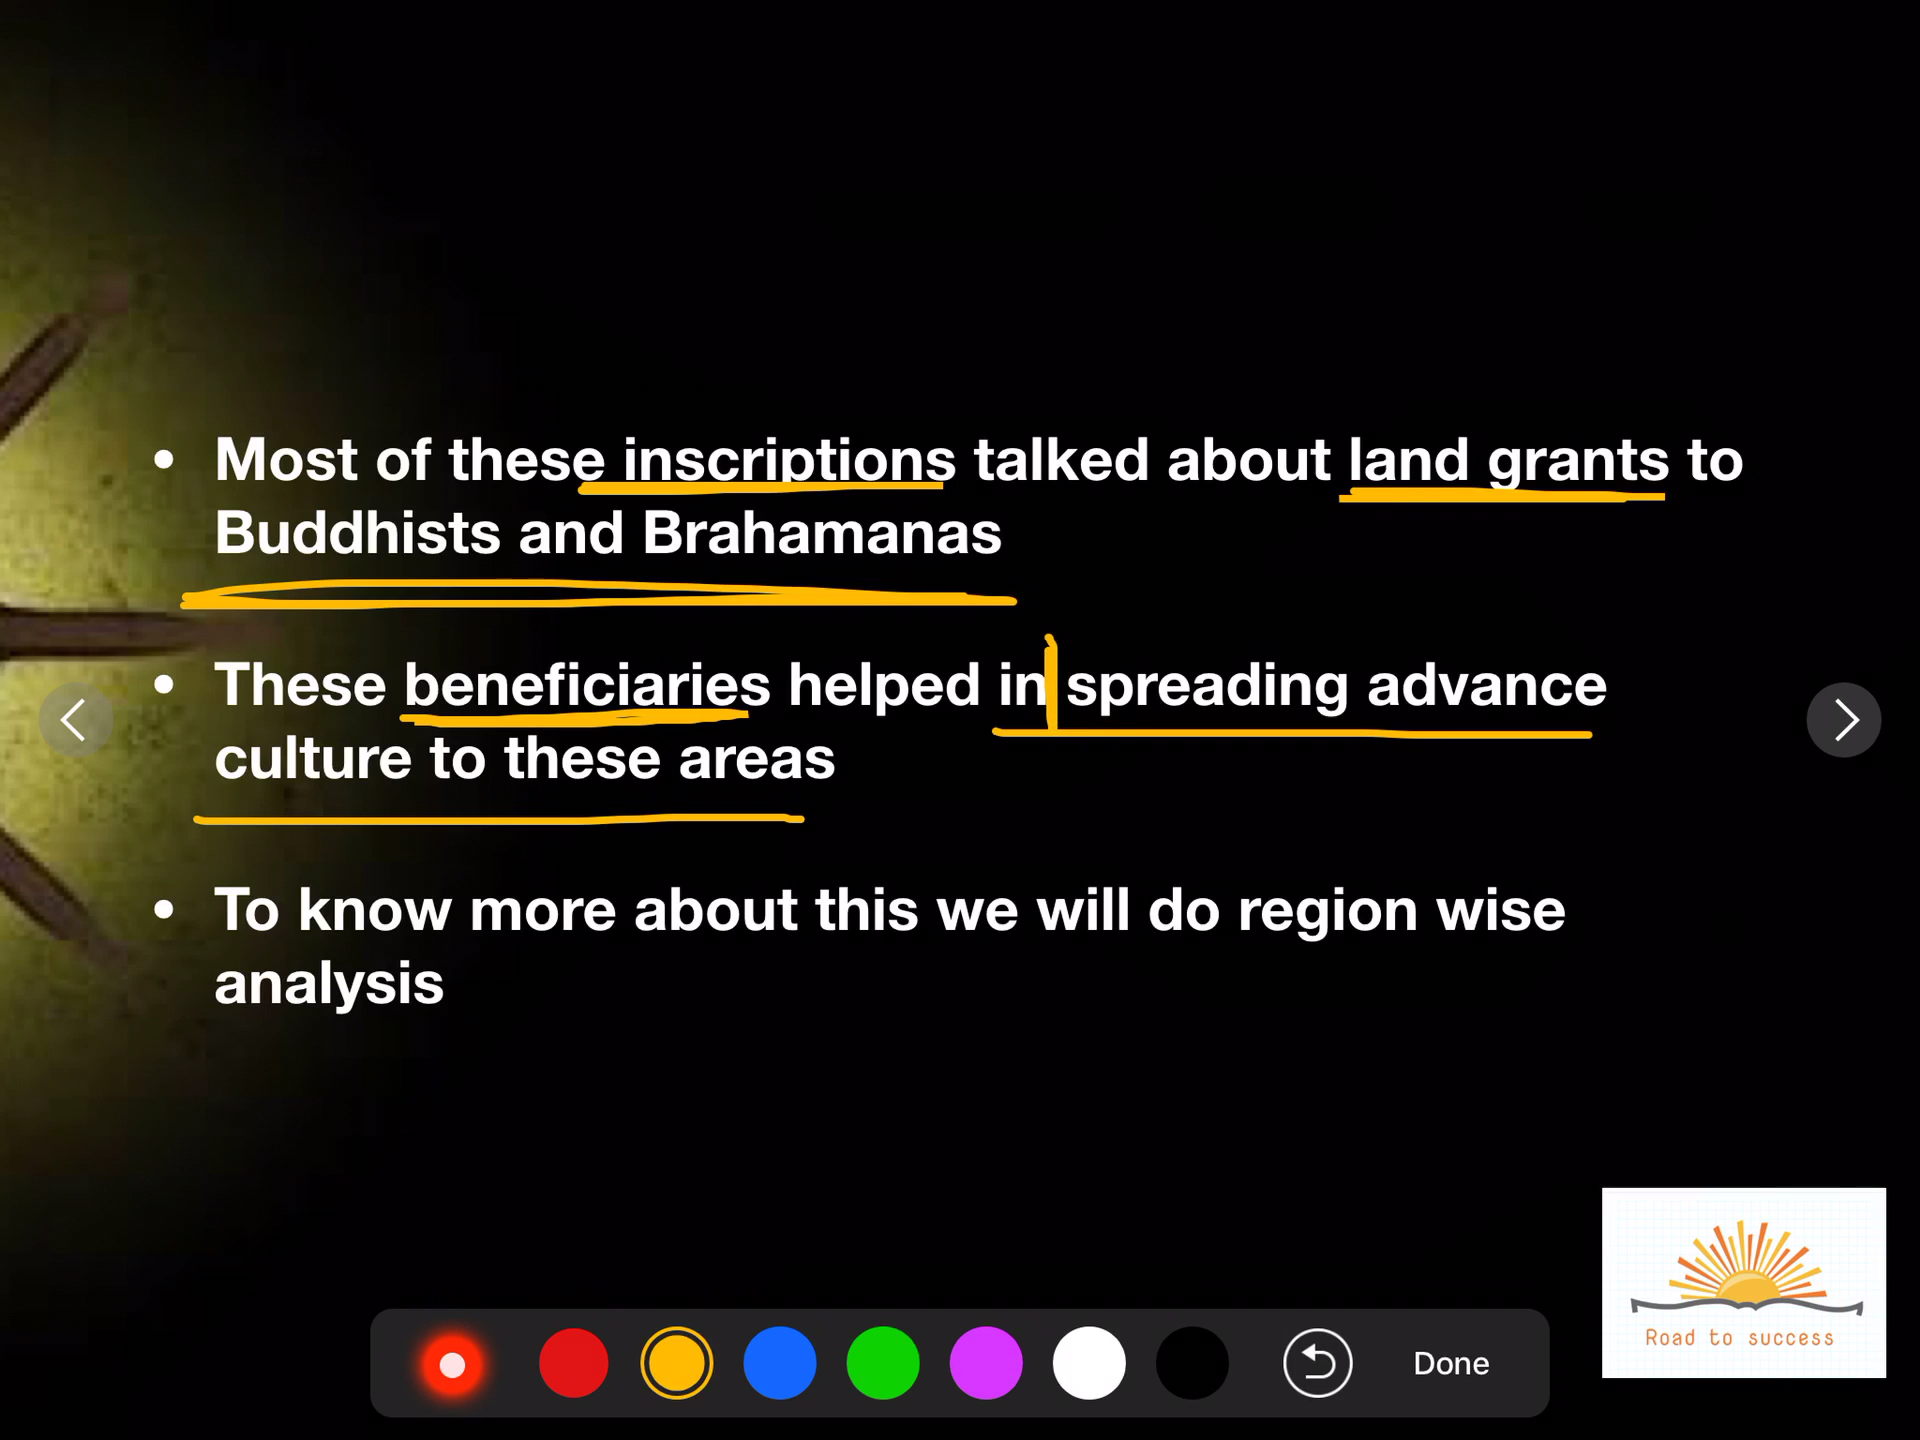 • Most of these inscriptions talked about land grants to
Buddhists and Brahamanas
• These beneficiaries helped in spreading advance
culture to these areas
• To know more about this we will do region wise
analysis
Road to success
Done